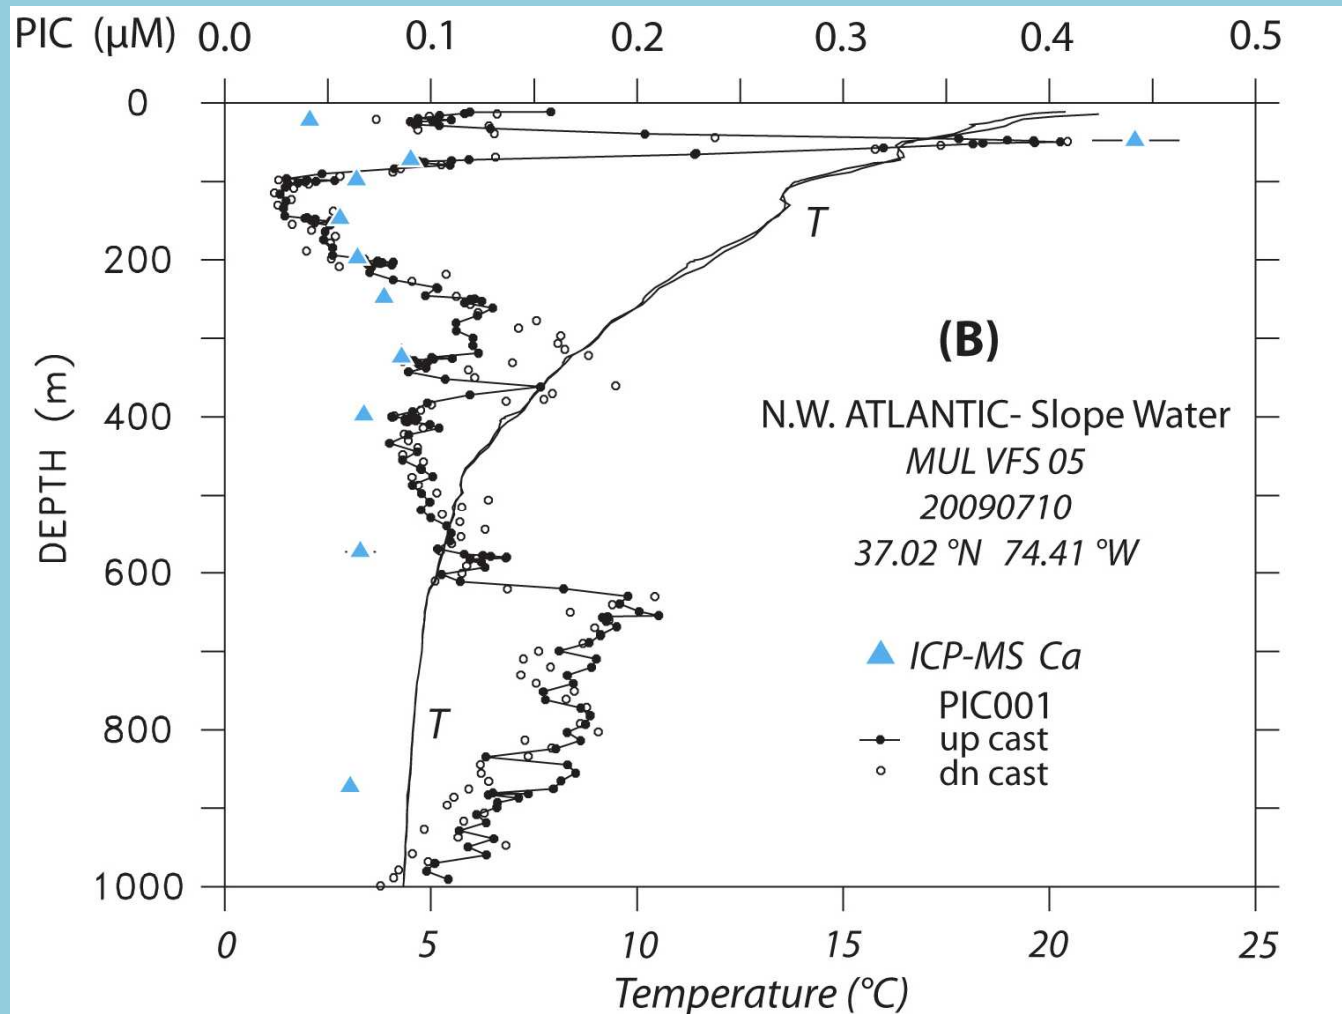 PIC (µM) 0.0 0.1 0.2 0.3 0.4 0.5
0
200
400
600
800
1000
DEPTH (m)
T
(B)
N.W. ATLANTIC- Slope Water
MUL VFS 05
20090710
37.02 °N 74.41 °W
ICP-MS Ca
PIC001
T
up cast
dn cast
0 5 10 15 20 25
Temperature (°C)